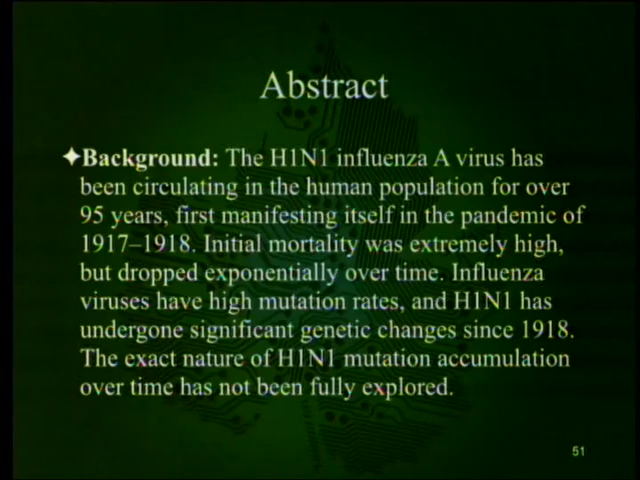 Abstract
✦Background: The H1N1 influenza A virus has
been circulating in the human population for over
95 years, first manifesting itself in the pandemic of
1917–1918. Initial mortality was extremely high,
but dropped exponentially over time. Influenza
viruses have high mutation rates, and H1N1 has
undergone significant genetic changes since 1918.
The exact nature of H1N1 mutation accumulation
over time has not been fully explored.
51